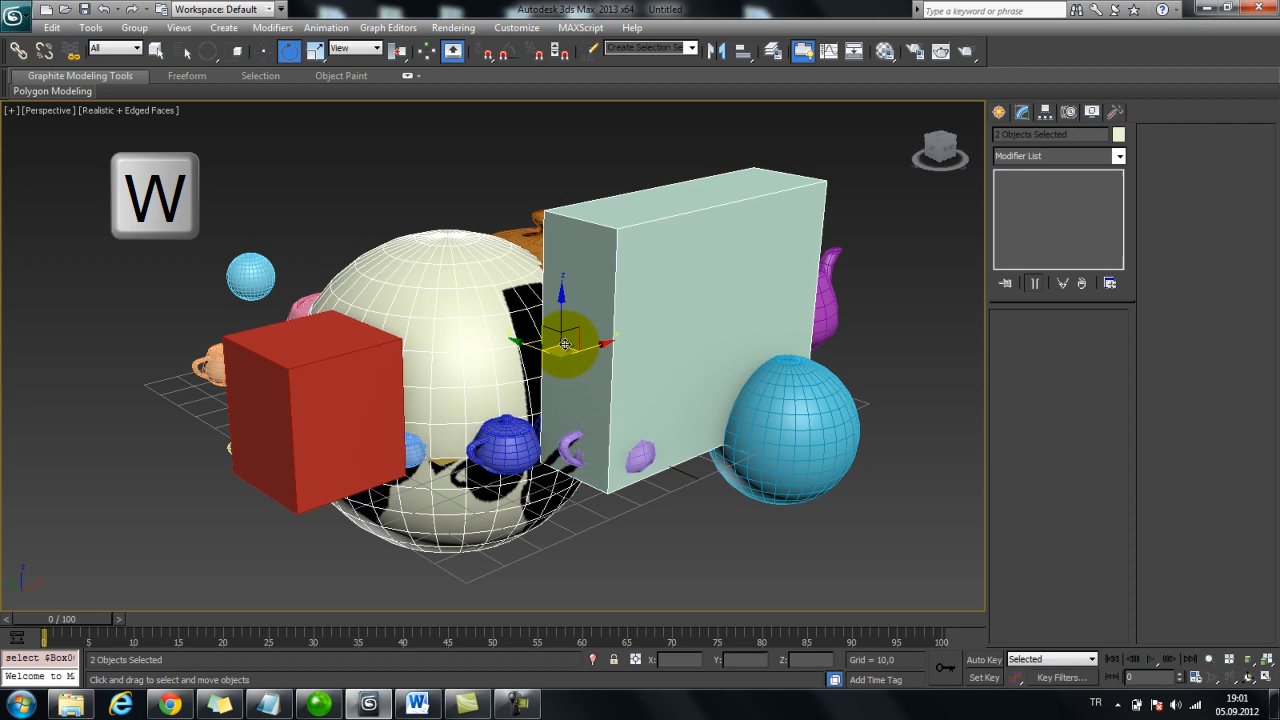 Workspace: Default
Autodesk 3ds Max 2013 x64 Untitled
Type a keyword or phrase
Edit Tools Group Views Create Modifiers Animation Graph Editors Rendering Customize MAXScript Help
All
View
Create Selection Se
Graphite Modeling Tools Freeform Selection Object Paint
Polygon Modeling
[+] [Perspective] [Realistic + Edged Faces]
W
2 Objects Selected
Modifier List
z
x
z
0 / 100
0 5 10 15 20 25 30 35 40 45 50 55 60 65 70 75 80 85 90 95 100
select $Box0
Welcome to M
2 Objects Selected
X: Y: Z: Grid = 10,0
Auto Key Selected
Click and drag to select and move objects
Add Time Tag
Set Key Key Filters... 0
TR
19:01
05.09.2012